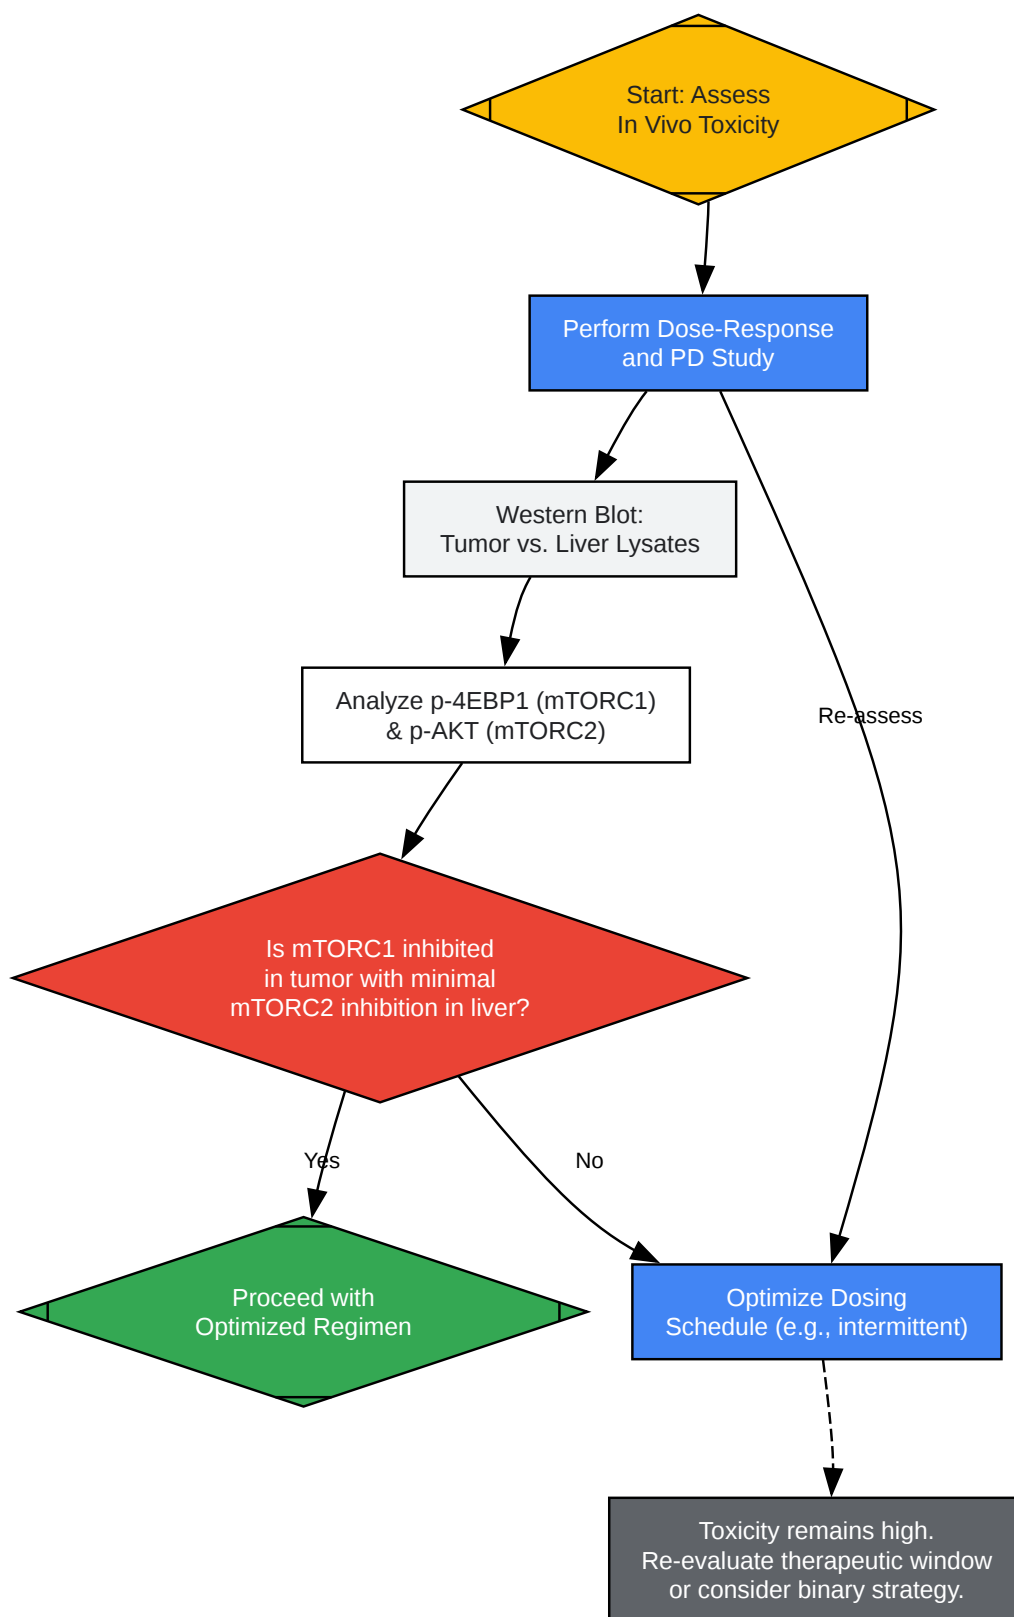 Start: Assess
In Vivo Toxicity
Perform Dose-Response
and PD Study
Western Blot:
Tumor vs. Liver Lysates
Analyze p-4EBP1 (mTORC1)
& p-AKT (mTORC2)
Re-assess
Is mTORC1 inhibited
in tumor with minimal
mTORC2 inhibition in liver?
Yes
No
Proceed with
Optimized Regimen
Optimize Dosing
Schedule (e.g., intermittent)
Toxicity remains high.
Re-evaluate therapeutic window
or consider binary strategy.